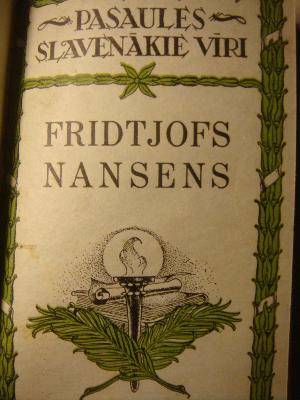 PASAULES
SLAVENĀKIE VĪRI
FRIDTJOFS
NANSENS